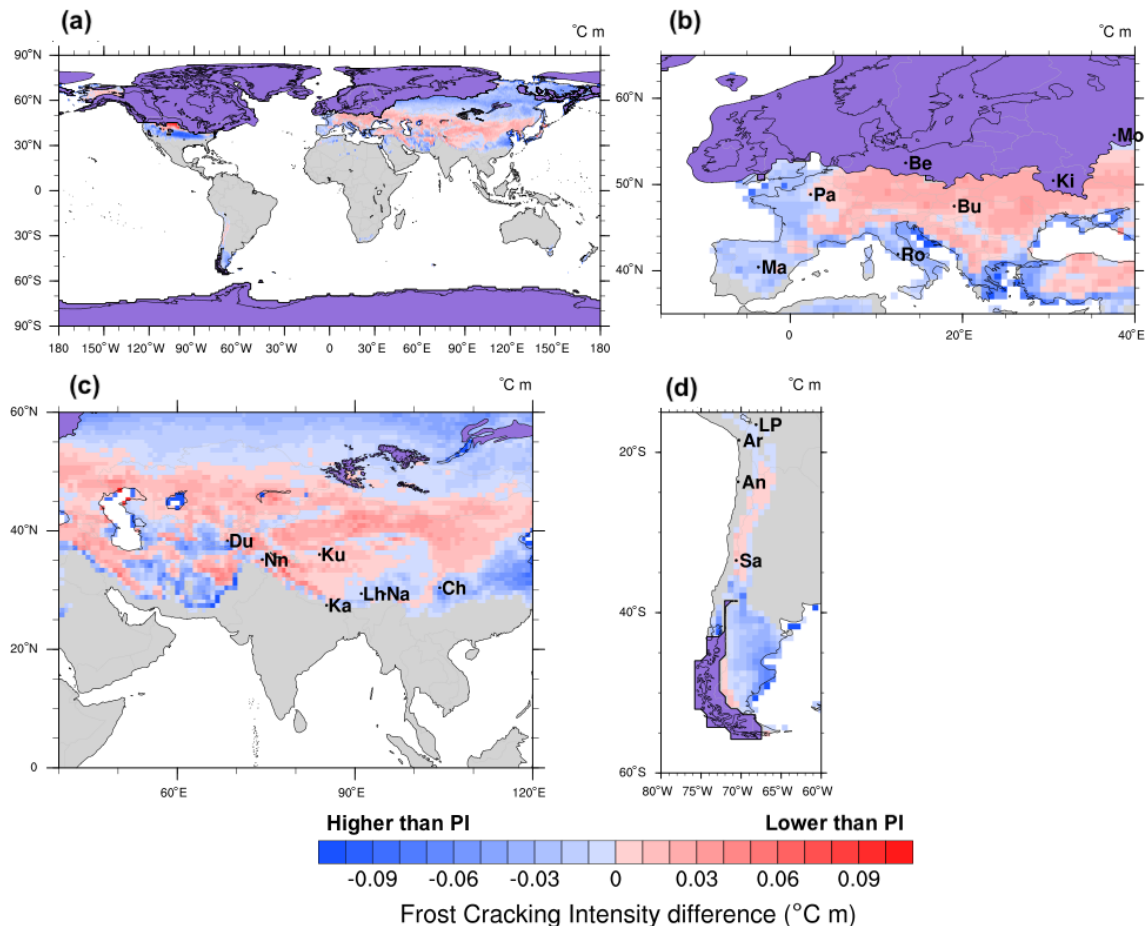 (a)
°C m
90°N
60°N
30°N
0
30°S
60°S
90°S
180 150°W 120°W 90°W 60°W 30°W 0 30°E 60°E 90°E 120°E 150°E 180
(b)
°C m
60°N
50°N
40°N
0 20°E 40°E
Mo
Be
Ki
Pa
Bu
Ro
Ma
(c)
°C m
60°N
40°N
20°N
0
60°E 90°E 120°E
Du
Nn
Ku
Ka
Lh
Na
Ch
(d)
°C m
20°S
40°S
60°S
80°W 75°W 70°W 65°W 60°W
LP
Ar
An
Sa
Higher than PI Lower than PI
-0.09 -0.06 -0.03 0 0.03 0.06 0.09
Frost Cracking Intensity difference (°C m)